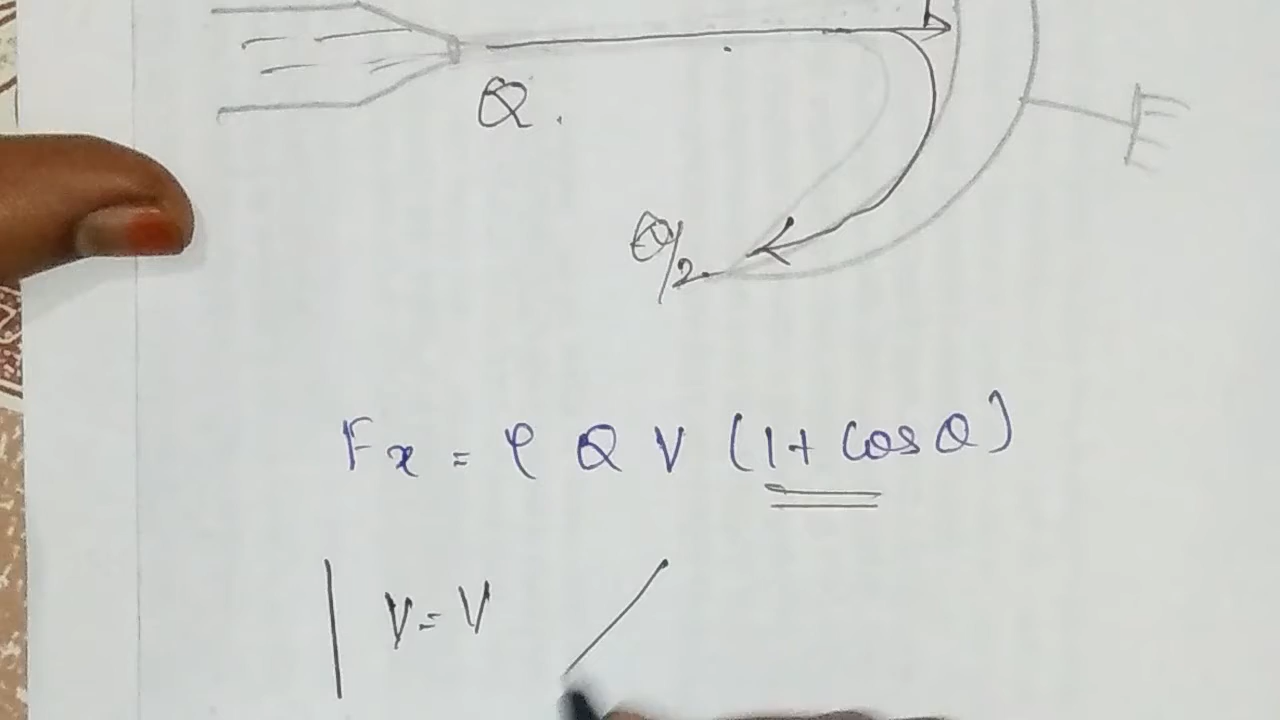 Q.
Q/2
Fx = ρ Q V (1 + cos θ)
V = V